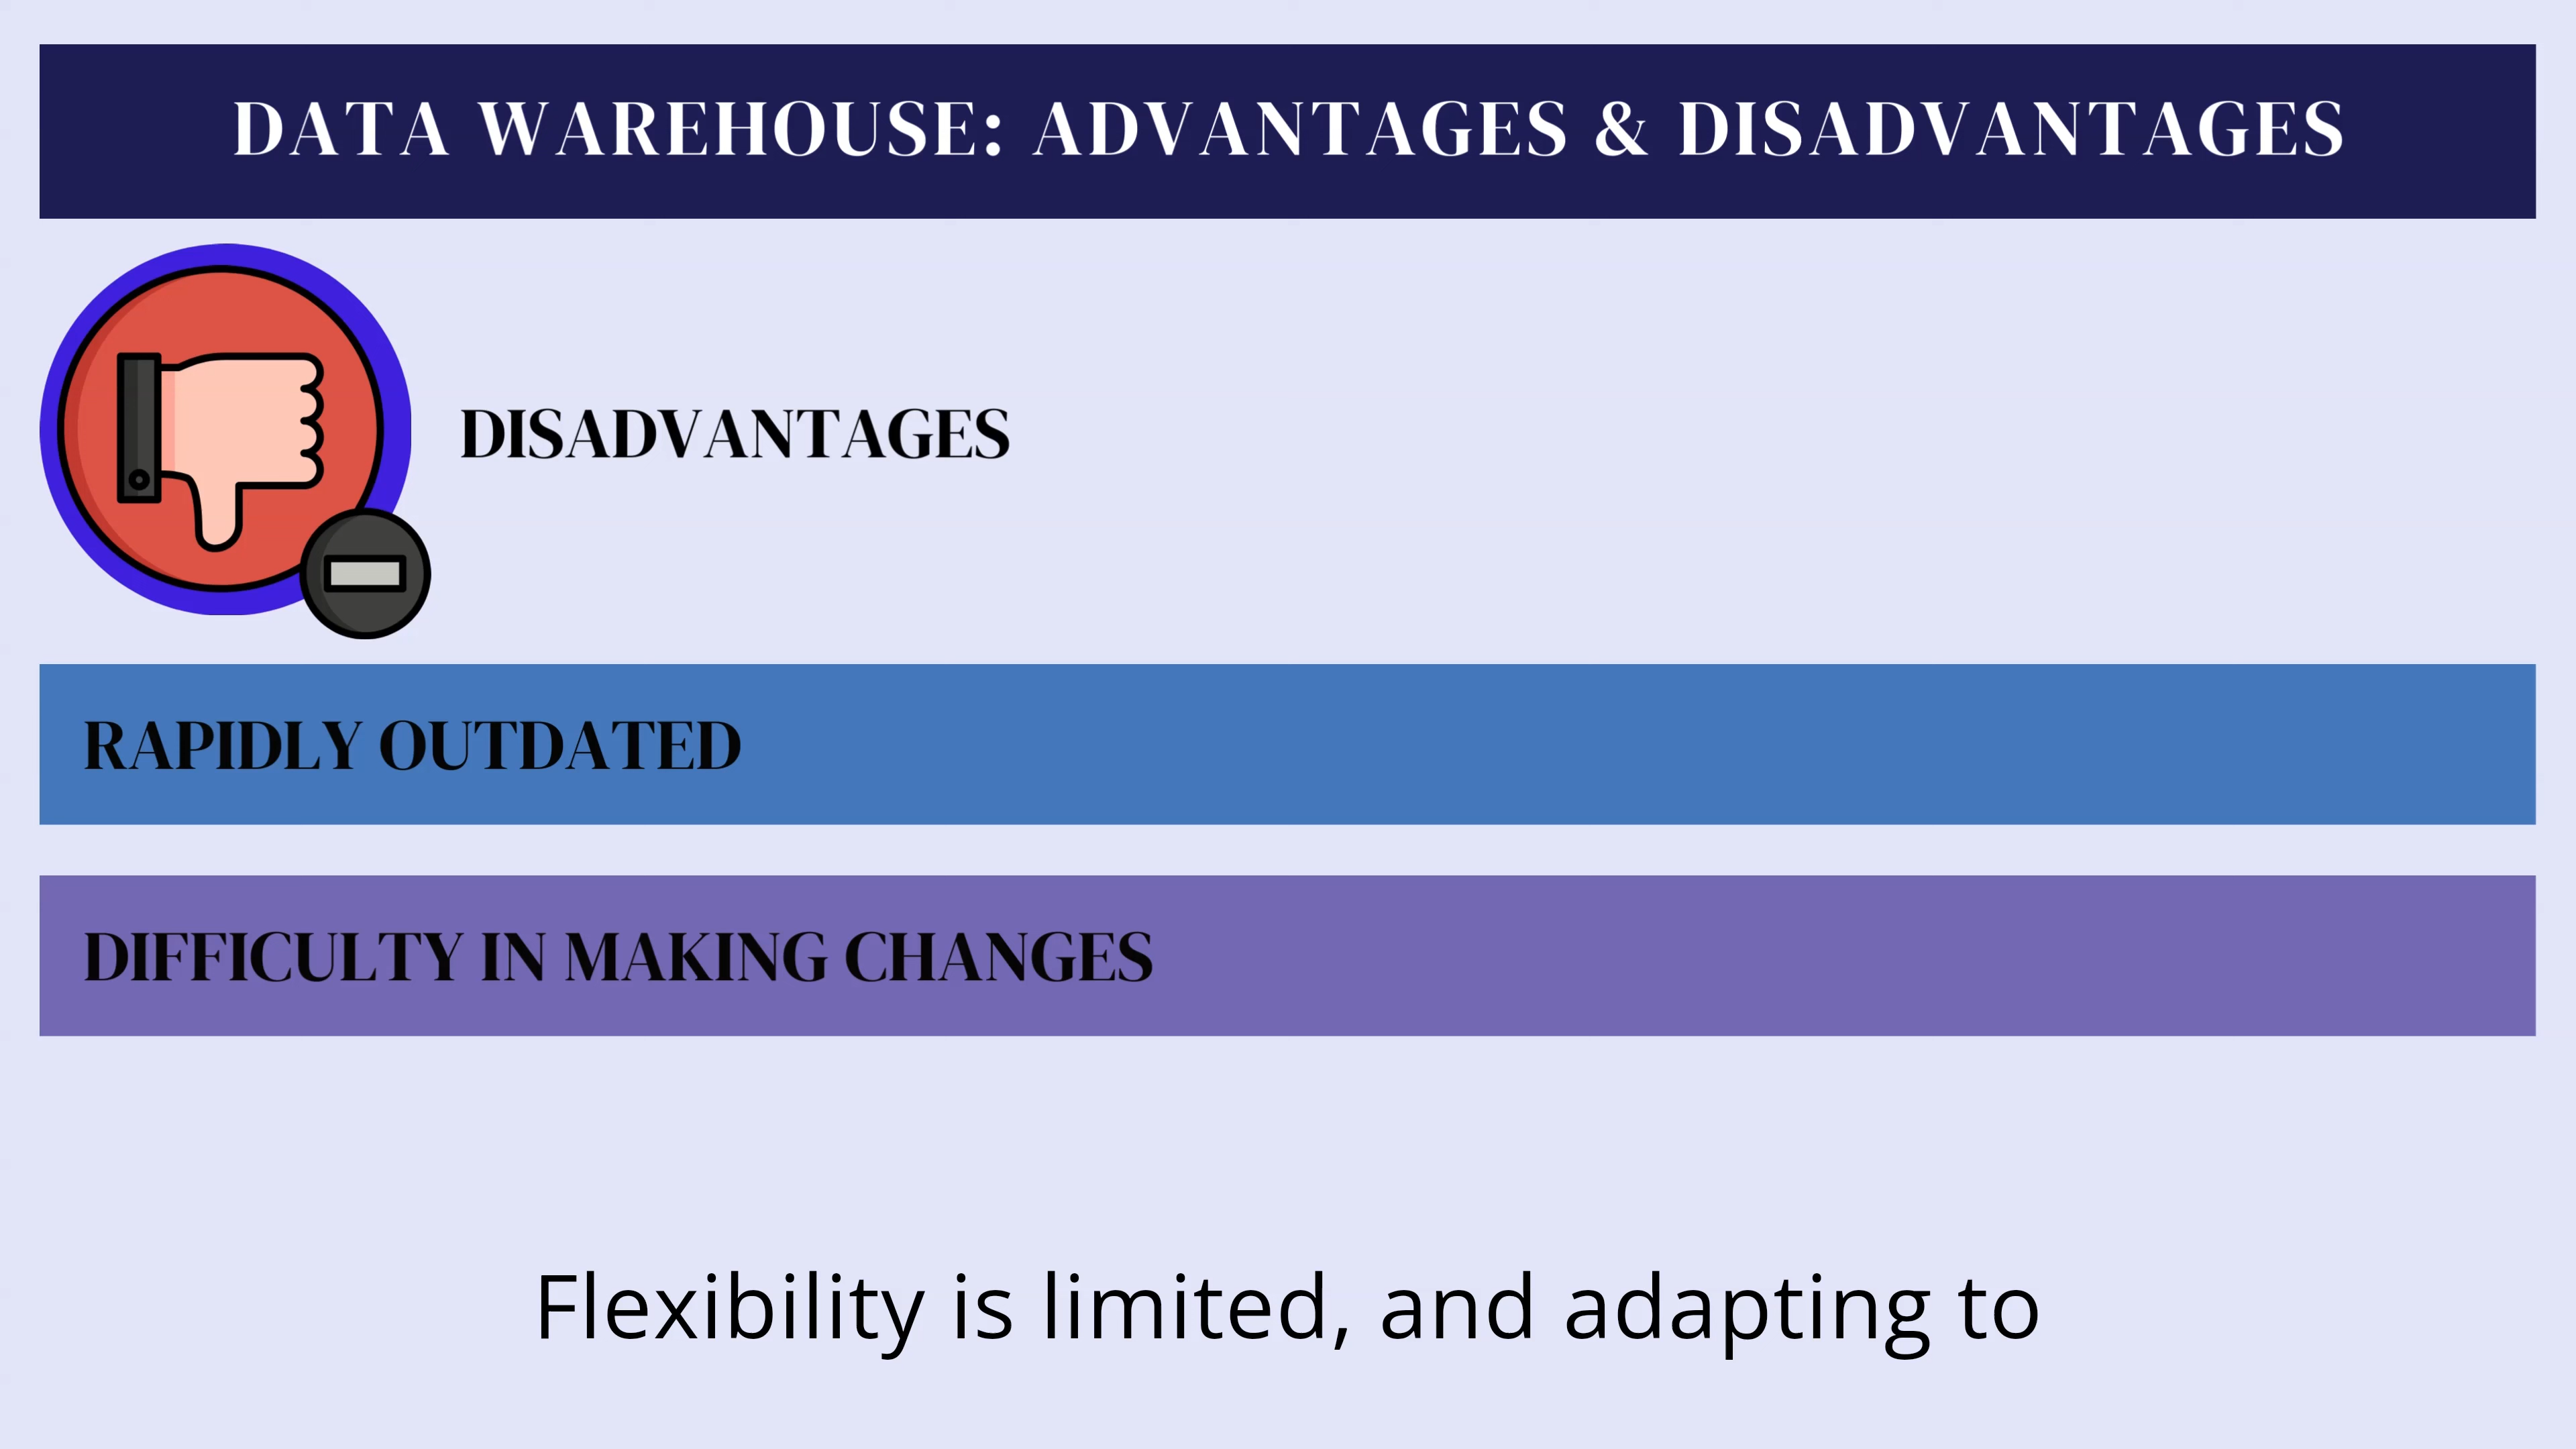 DATA WAREHOUSE: ADVANTAGES & DISADVANTAGES
DISADVANTAGES
RAPIDLY OUTDATED
DIFFICULTY IN MAKING CHANGES
Flexibility is limited, and adapting to